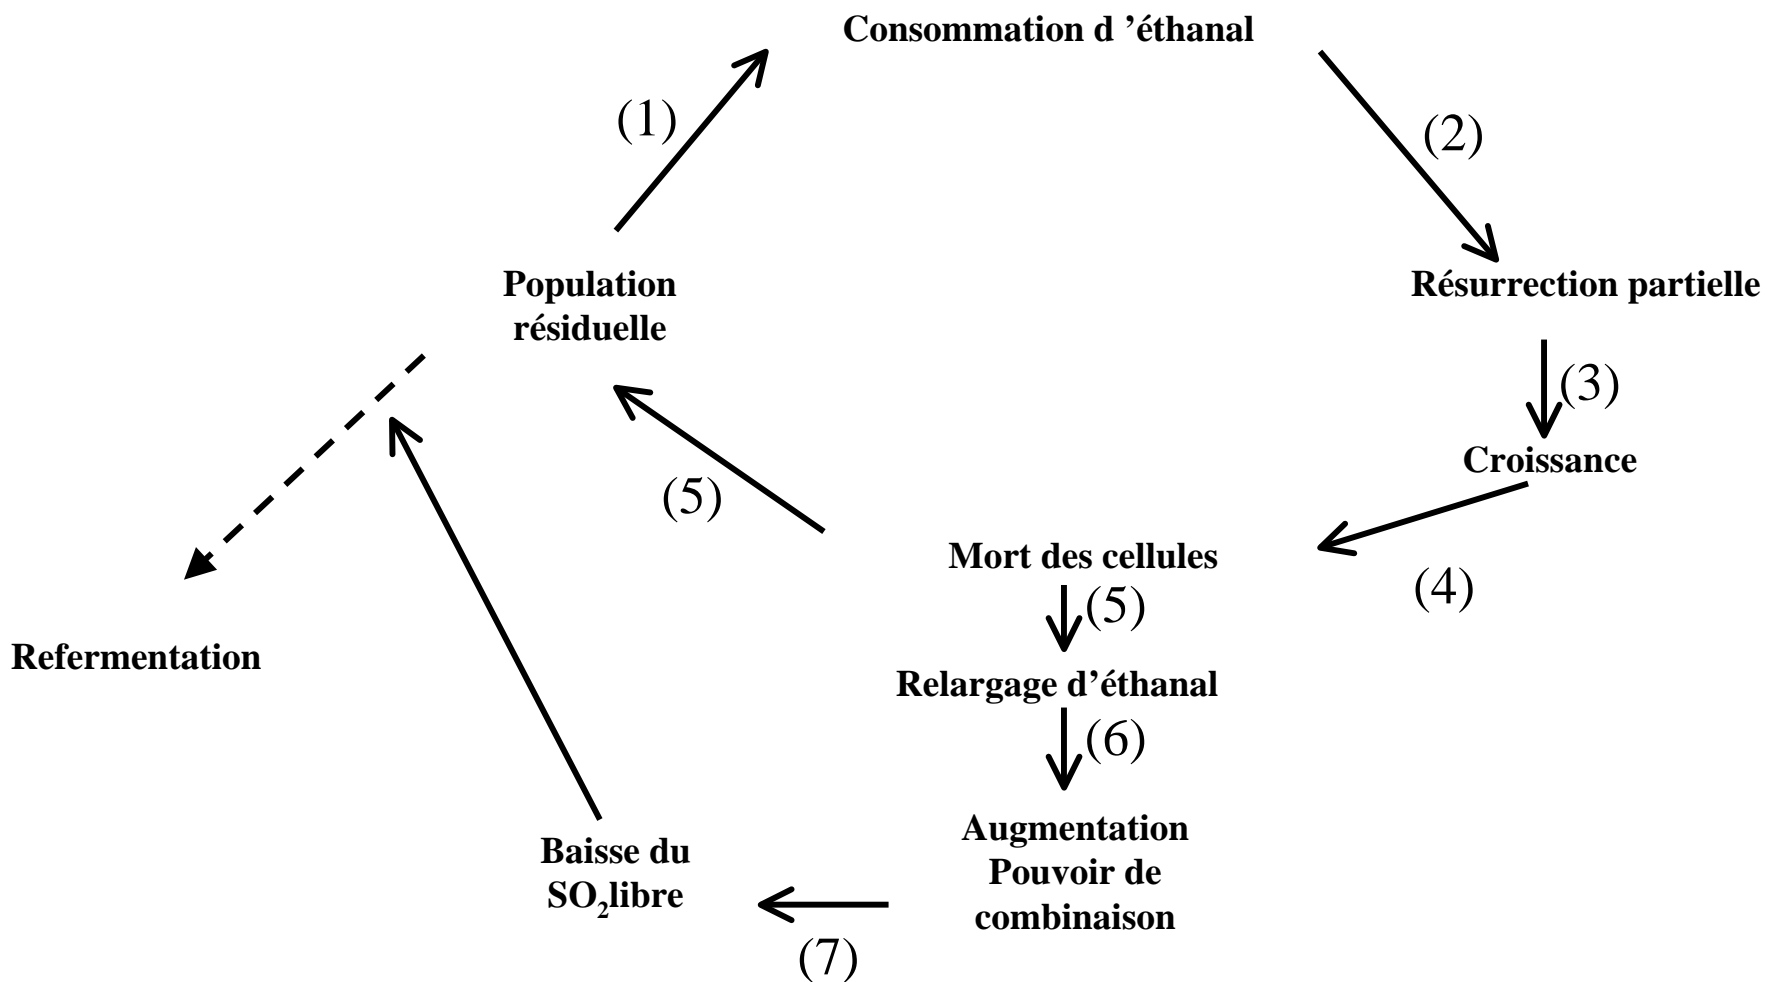 Consommation d ’éthanal
(1)
(2)
Population
résiduelle
Résurrection partielle
(3)
Croissance
(5)
Mort des cellules
(4)
(5)
Refermentation
Relargage d’éthanal
(6)
Augmentation
Pouvoir de
combinaison
Baisse du
SO₂libre
(7)